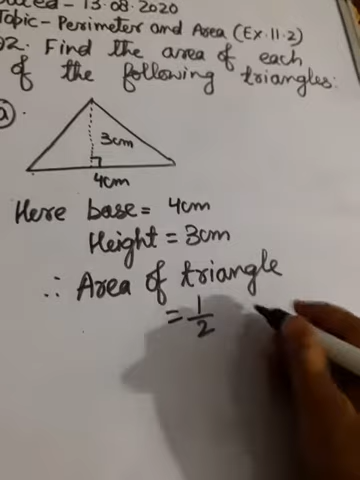 13.08.2020
Topic- Perimeter and Area (Ex.11.2)
Q2. Find the area of each
of the following triangles:
a
3cm
4cm
Here base= 4cm
Height = 3cm
∴ Area of triangle
= 1/2